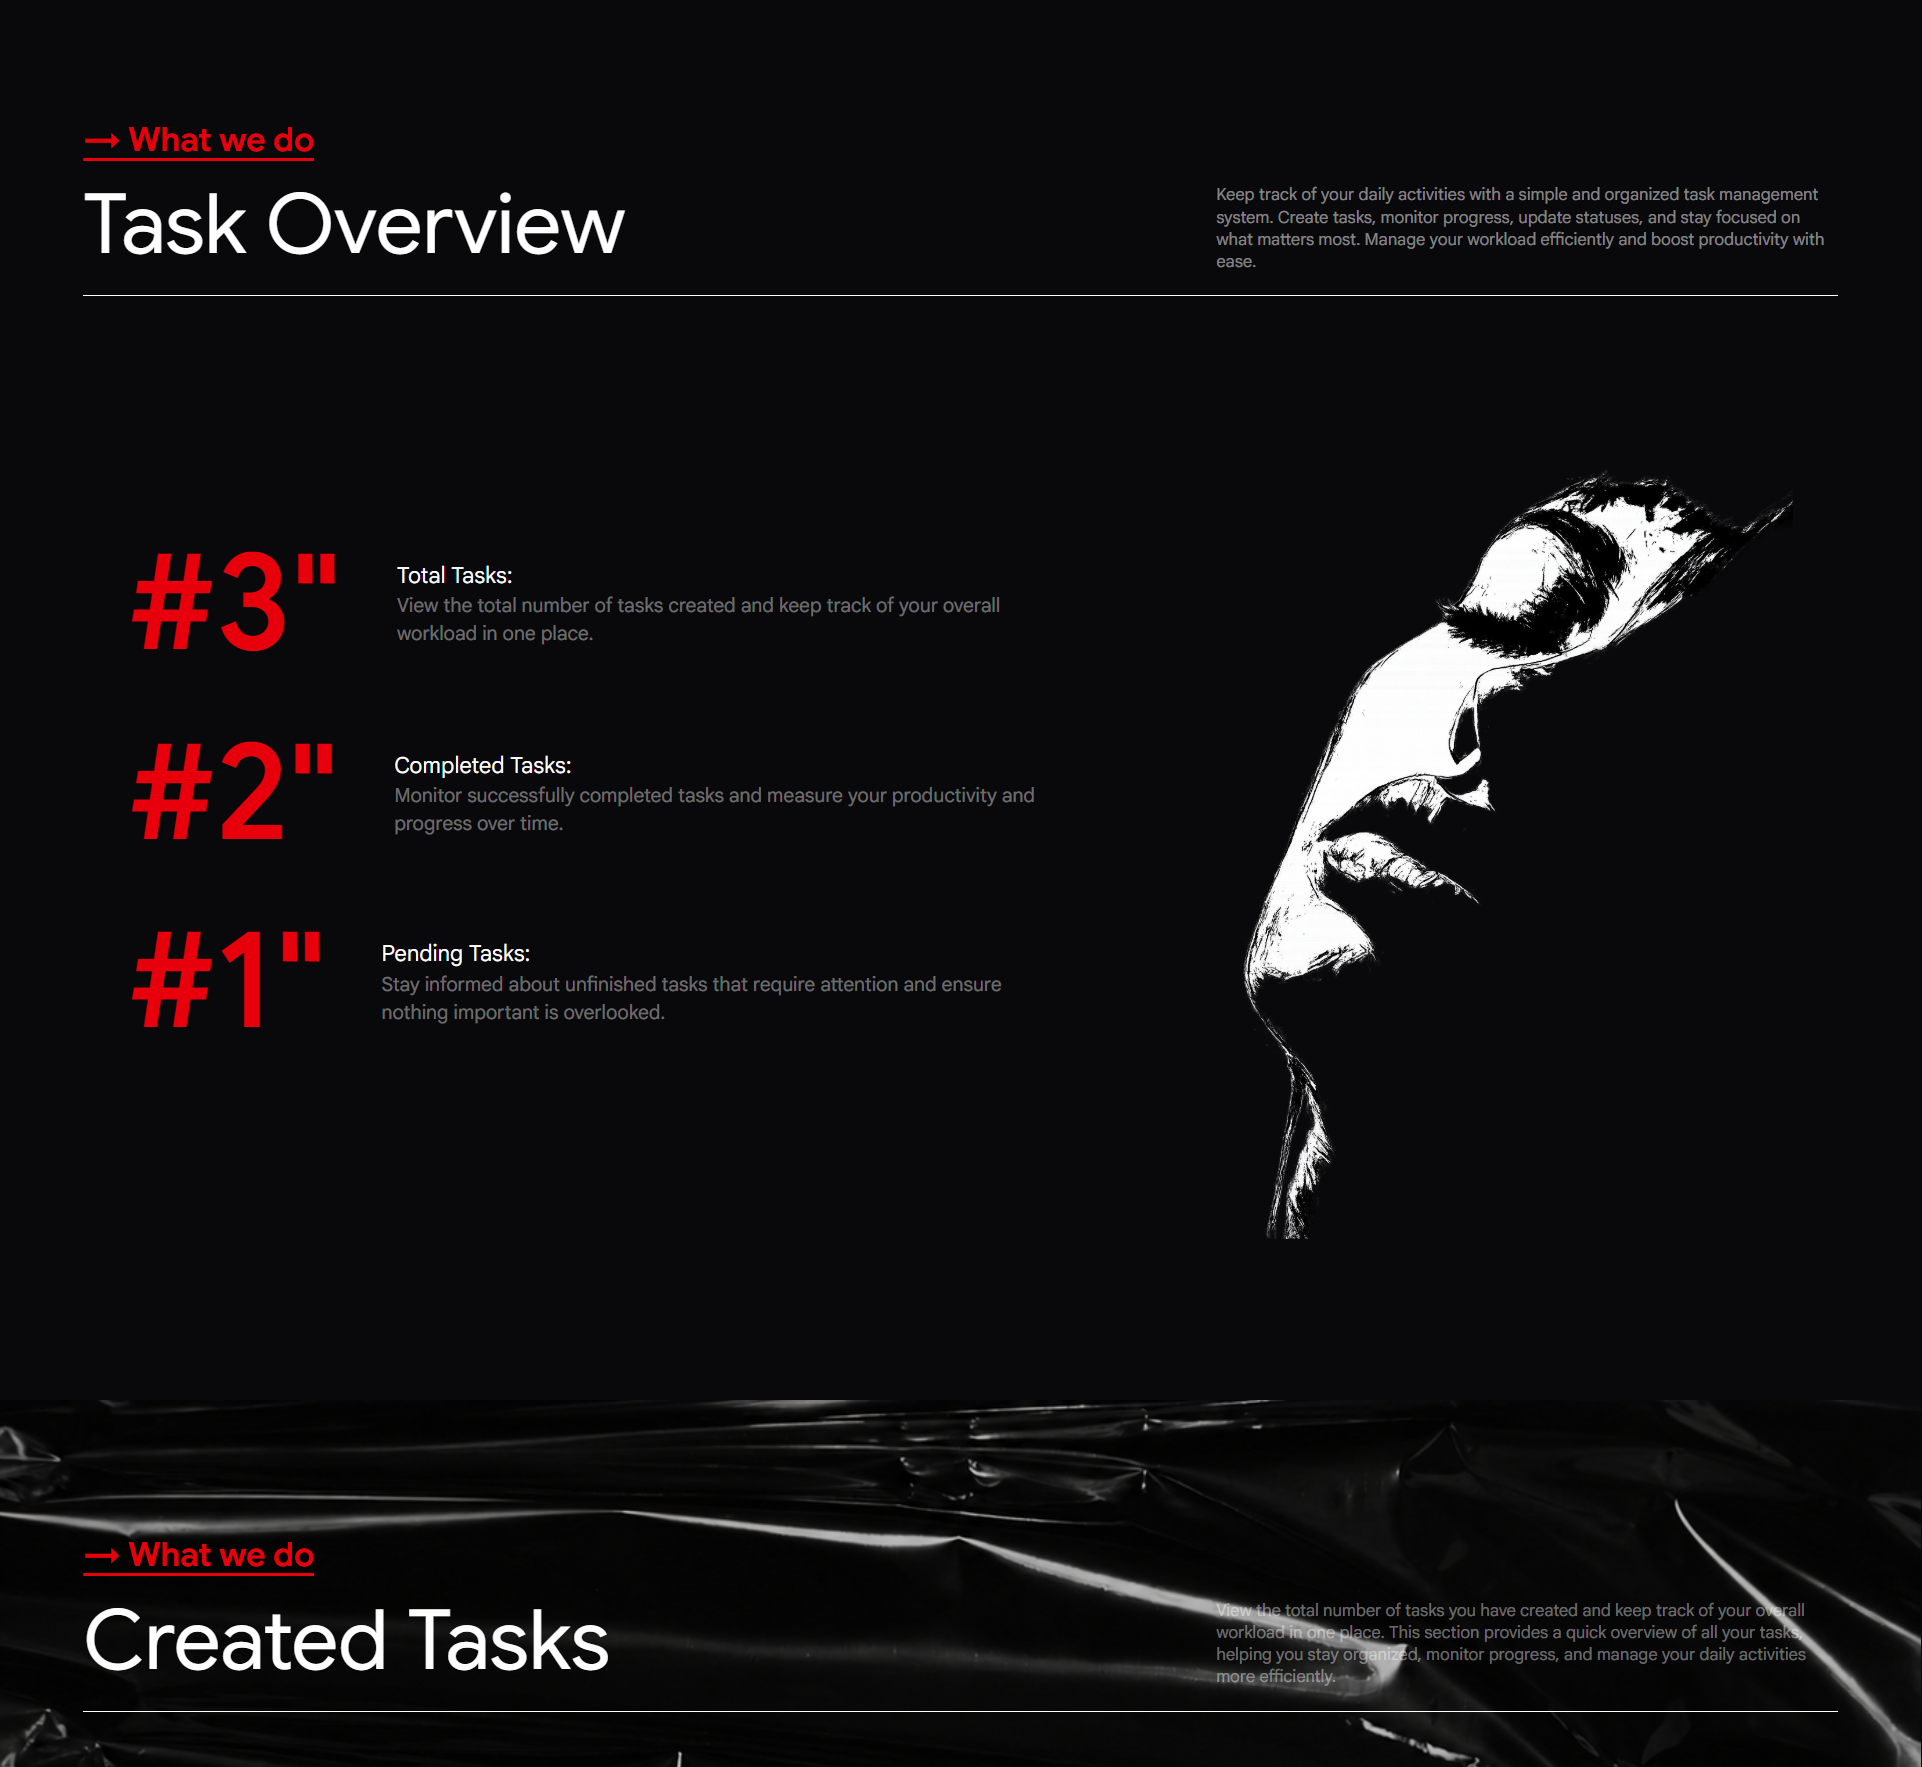 → What we do
Task Overview
Keep track of your daily activities with a simple and organized task management
system. Create tasks, monitor progress, update statuses, and stay focused on
what matters most. Manage your workload efficiently and boost productivity with
ease.
#3"
Total Tasks:
View the total number of tasks created and keep track of your overall
workload in one place.
#2"
Completed Tasks:
Monitor successfully completed tasks and measure your productivity and
progress over time.
#1"
Pending Tasks:
Stay informed about unfinished tasks that require attention and ensure
nothing important is overlooked.
→ What we do
Created Tasks
View the total number of tasks you have created and keep track of your overall
workload in one place. This section provides a quick overview of all your tasks,
helping you stay organized, monitor progress, and manage your daily activities
more efficiently.